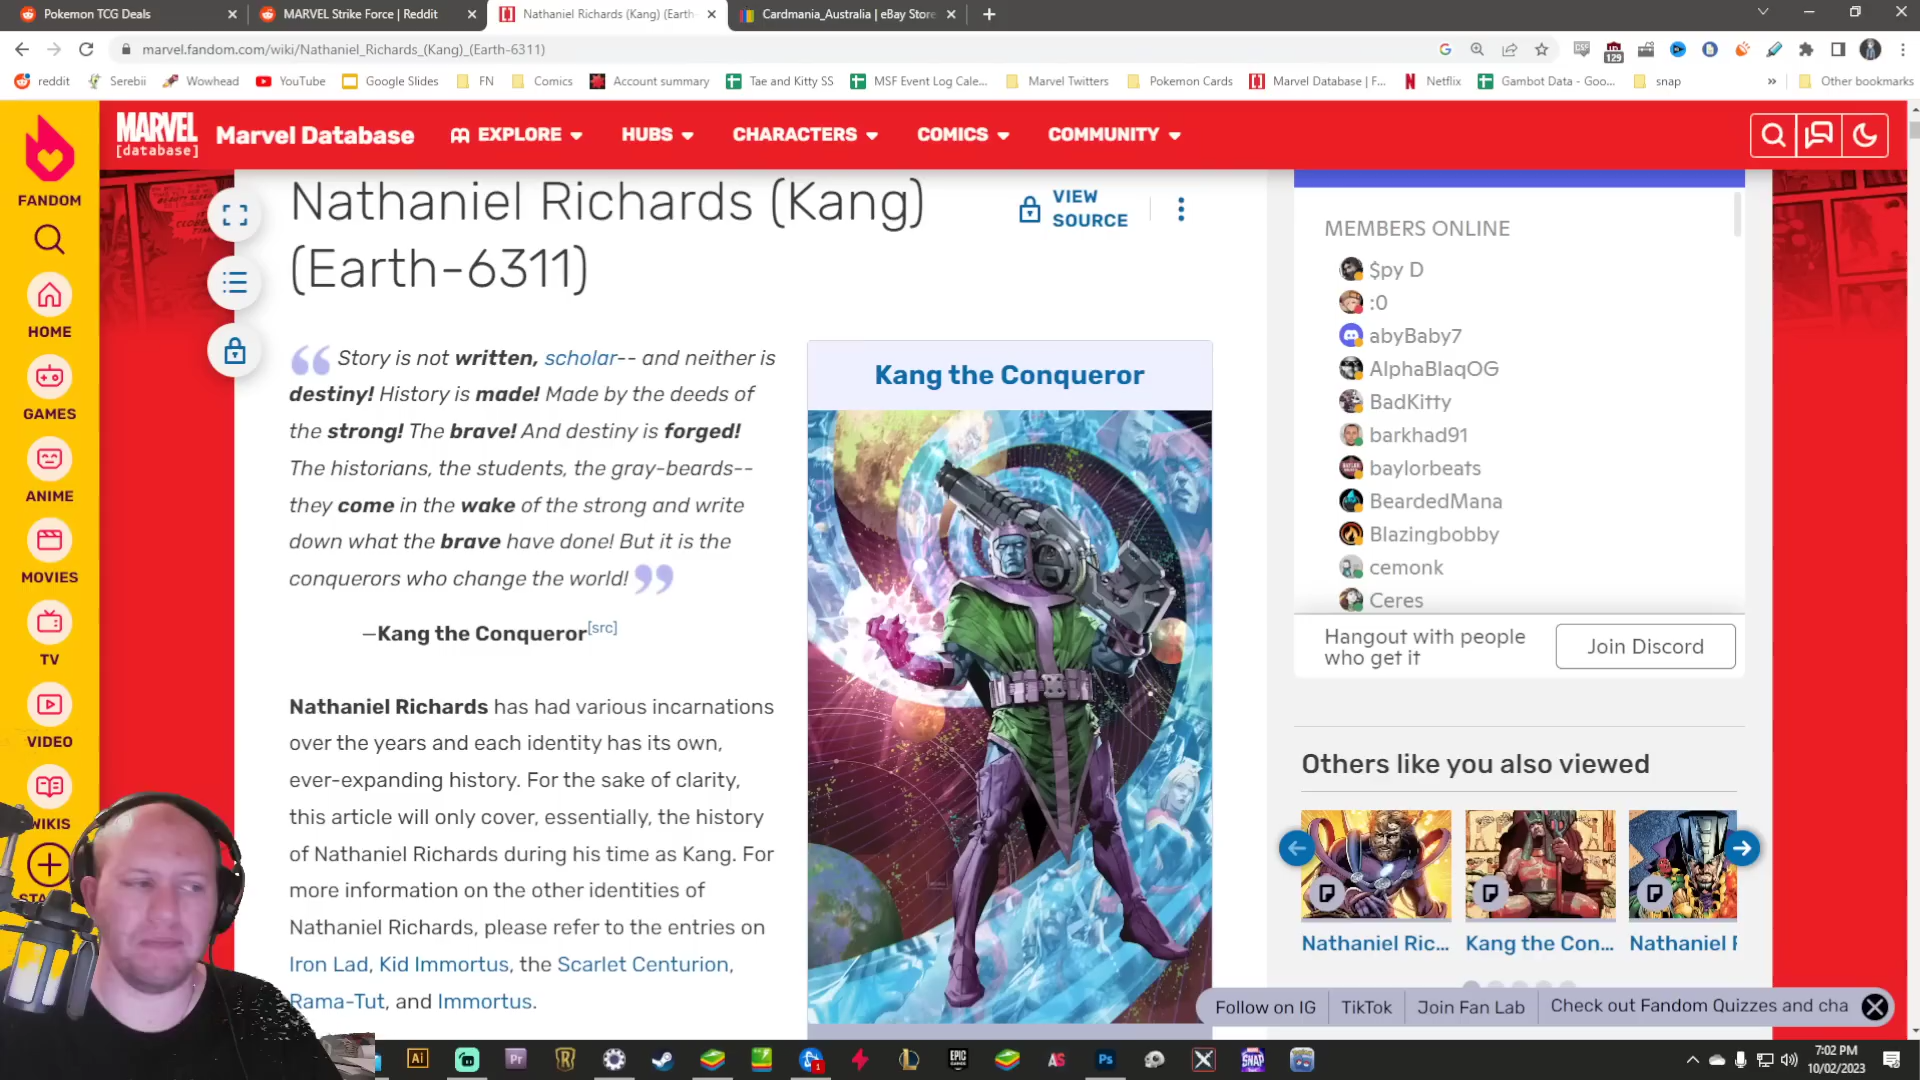 Pokemon TCG Deals
MARVEL Strike Force | Reddit
Nathaniel Richards (Kang) (Earth-
Cardmania_Australia | eBay Store
marvel.fandom.com/wiki/Nathaniel_Richards_(Kang)_(Earth-6311)
129
reddit
Serebii
Wowhead
YouTube
Google Slides
FN
Comics
Account summary
Tae and Kitty SS
MSF Event Log Cale...
Marvel Twitters
Pokemon Cards
Marvel Database | F...
Netflix
Gambot Data - Goo...
snap
Other bookmarks
MARVEL
[database]
Marvel Database
EXPLORE
HUBS
CHARACTERS
COMICS
COMMUNITY
FANDOM
HOME
GAMES
ANIME
MOVIES
TV
VIDEO
WIKIS
Nathaniel Richards (Kang)
(Earth-6311)
VIEW
SOURCE
Story is not written, scholar-- and neither is
destiny! History is made! Made by the deeds of
the strong! The brave! And destiny is forged!
The historians, the students, the gray-beards--
they come in the wake of the strong and write
down what the brave have done! But it is the
conquerors who change the world!
—Kang the Conqueror[src]
Nathaniel Richards has had various incarnations
over the years and each identity has its own,
ever-expanding history. For the sake of clarity,
this article will only cover, essentially, the history
of Nathaniel Richards during his time as Kang. For
more information on the other identities of
Nathaniel Richards, please refer to the entries on
Iron Lad, Kid Immortus, the Scarlet Centurion,
Rama-Tut, and Immortus.
Kang the Conqueror
MEMBERS ONLINE
$py D
:0
abyBaby7
AlphaBlaqOG
BadKitty
barkhad91
baylorbeats
BeardedMana
Blazingbobby
cemonk
Ceres
Hangout with people
who get it
Join Discord
Others like you also viewed
Nathaniel Ric...
Kang the Con...
Nathaniel R
Follow on IG
TikTok
Join Fan Lab
Check out Fandom Quizzes and cha
Ai
Pr
R
1
EPIC
AS
Ps
SNAP
7:02 PM
10/02/2023